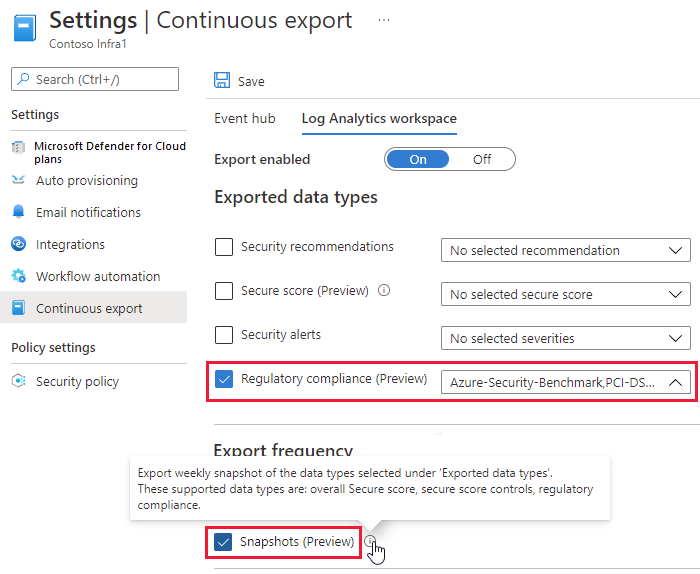 Settings | Continuous export ...
Contoso Infra1
Search (Ctrl+/)
Settings
Microsoft Defender for Cloud
plans
Auto provisioning
Email notifications
Integrations
Workflow automation
Continuous export
Policy settings
Security policy
Save
Event hub Log Analytics workspace
Export enabled On Off
Exported data types
Security recommendations No selected recommendation
Secure score (Preview) No selected secure score
Security alerts No selected severities
Regulatory compliance (Preview) Azure-Security-Benchmark,PCI-DS...
Export frequency
Export weekly snapshot of the data types selected under 'Exported data types'.
These supported data types are: overall Secure score, secure score controls, regulatory
compliance.
Snapshots (Preview)